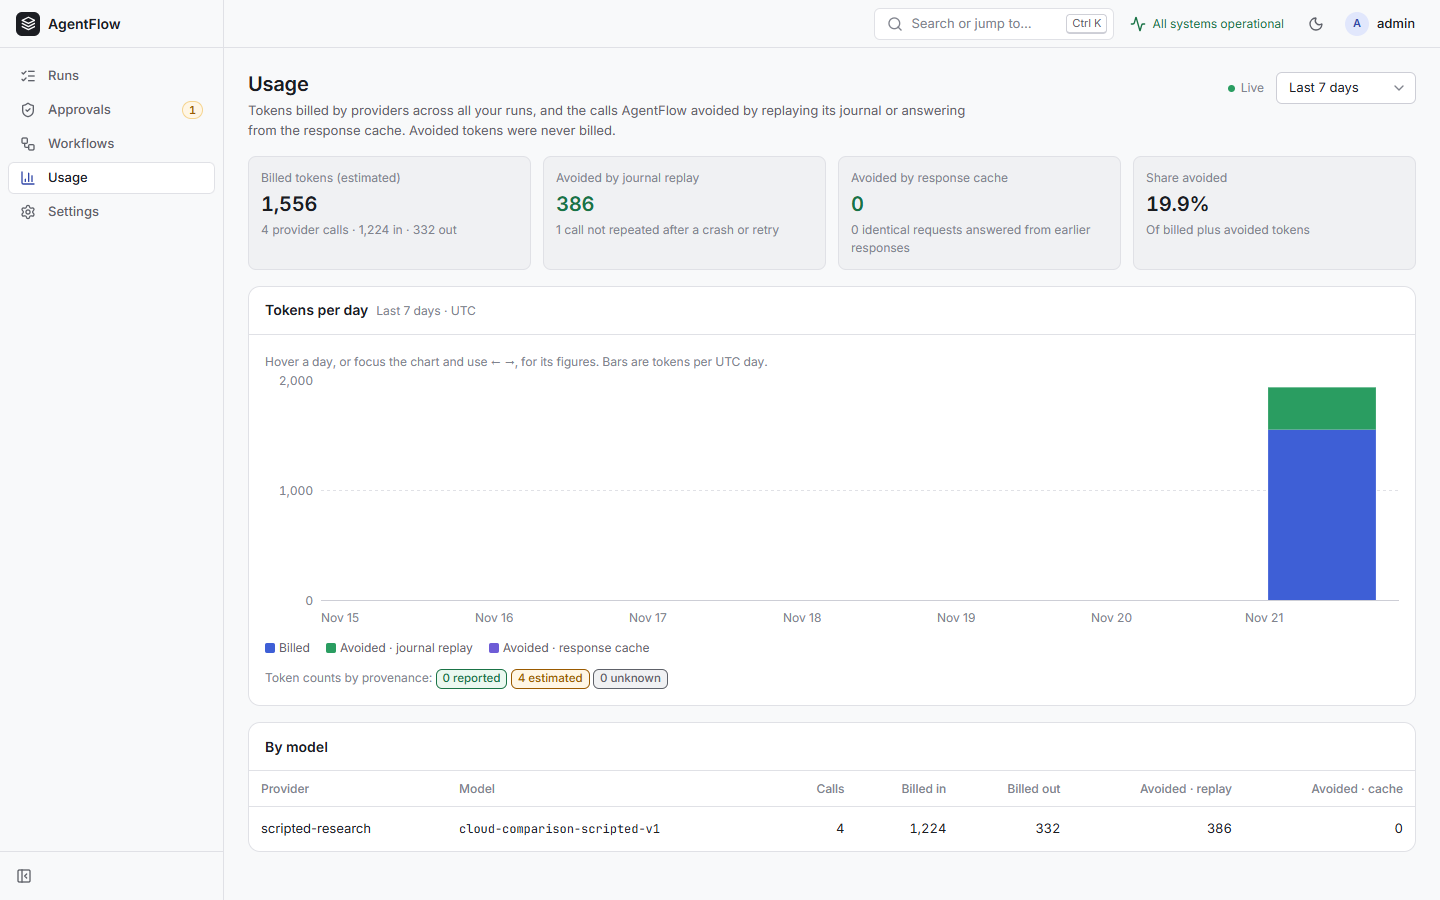 AgentFlow
Search or jump to...
Ctrl K
All systems operational
A
admin
Runs
Approvals
1
Workflows
Usage
Settings
Usage
Tokens billed by providers across all your runs, and the calls AgentFlow avoided by replaying its journal or answering
from the response cache. Avoided tokens were never billed.
Live
Last 7 days
Billed tokens (estimated)
1,556
4 provider calls · 1,224 in · 332 out
Avoided by journal replay
386
1 call not repeated after a crash or retry
Avoided by response cache
0
0 identical requests answered from earlier
responses
Share avoided
19.9%
Of billed plus avoided tokens
Tokens per day Last 7 days · UTC
Hover a day, or focus the chart and use ← →, for its figures. Bars are tokens per UTC day.
2,000
1,000
0
Nov 15 Nov 16 Nov 17 Nov 18 Nov 19 Nov 20 Nov 21
Billed Avoided · journal replay Avoided · response cache
Token counts by provenance: 0 reported 4 estimated 0 unknown
By model
Provider Model Calls Billed in Billed out Avoided · replay Avoided · cache
scripted-research cloud-comparison-scripted-v1 4 1,224 332 386 0